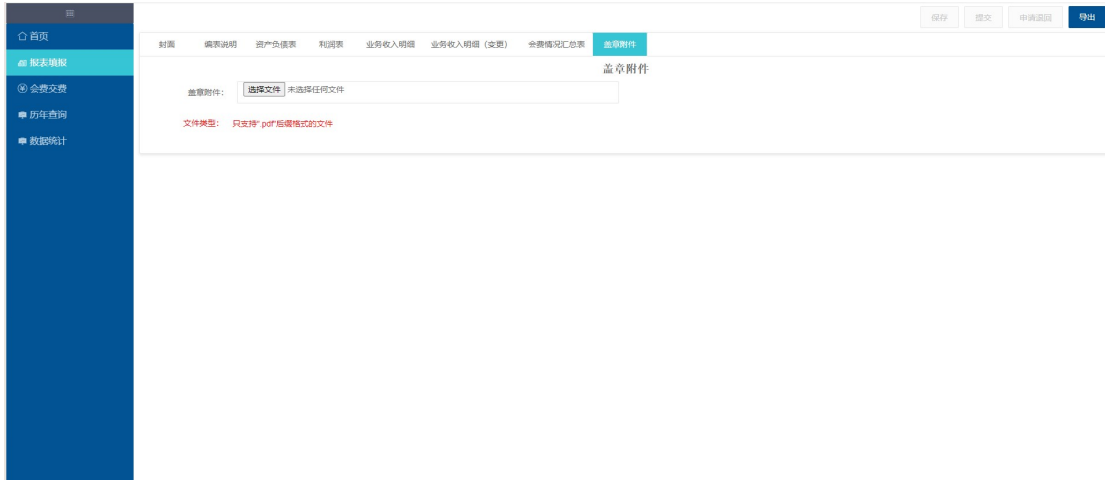 保存 提交 申请退回 导出
首页
报表填报
会费交费
历年查询
数据统计
封面 编表说明 资产负债表 利润表 业务收入明细 业务收入明细（变更） 会费情况汇总表 盖章附件
盖章附件
盖章附件： 选择文件 未选择任何文件
文件类型： 只支持".pdf"后缀格式的文件